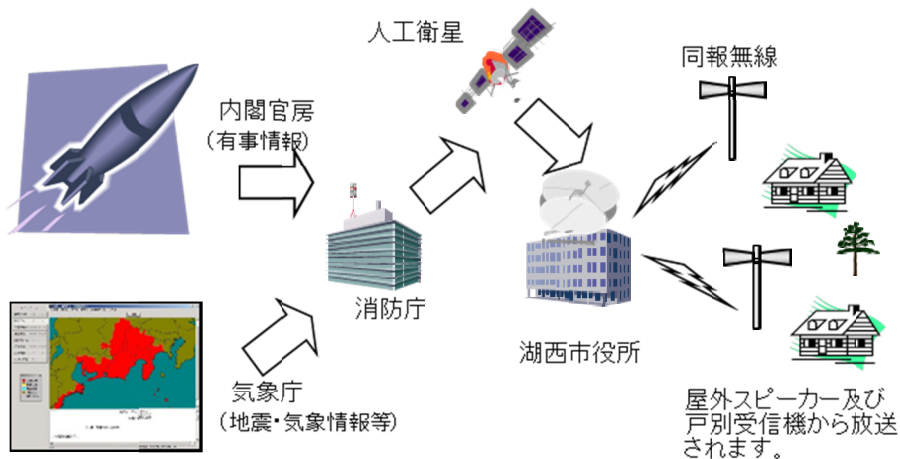 人工衛星
同報無線
内閣官房
(有事情報)
消防庁
湖西市役所
気象庁
(地震・気象情報等)
屋外スピーカー及び
戸別受信機から放送
されます。